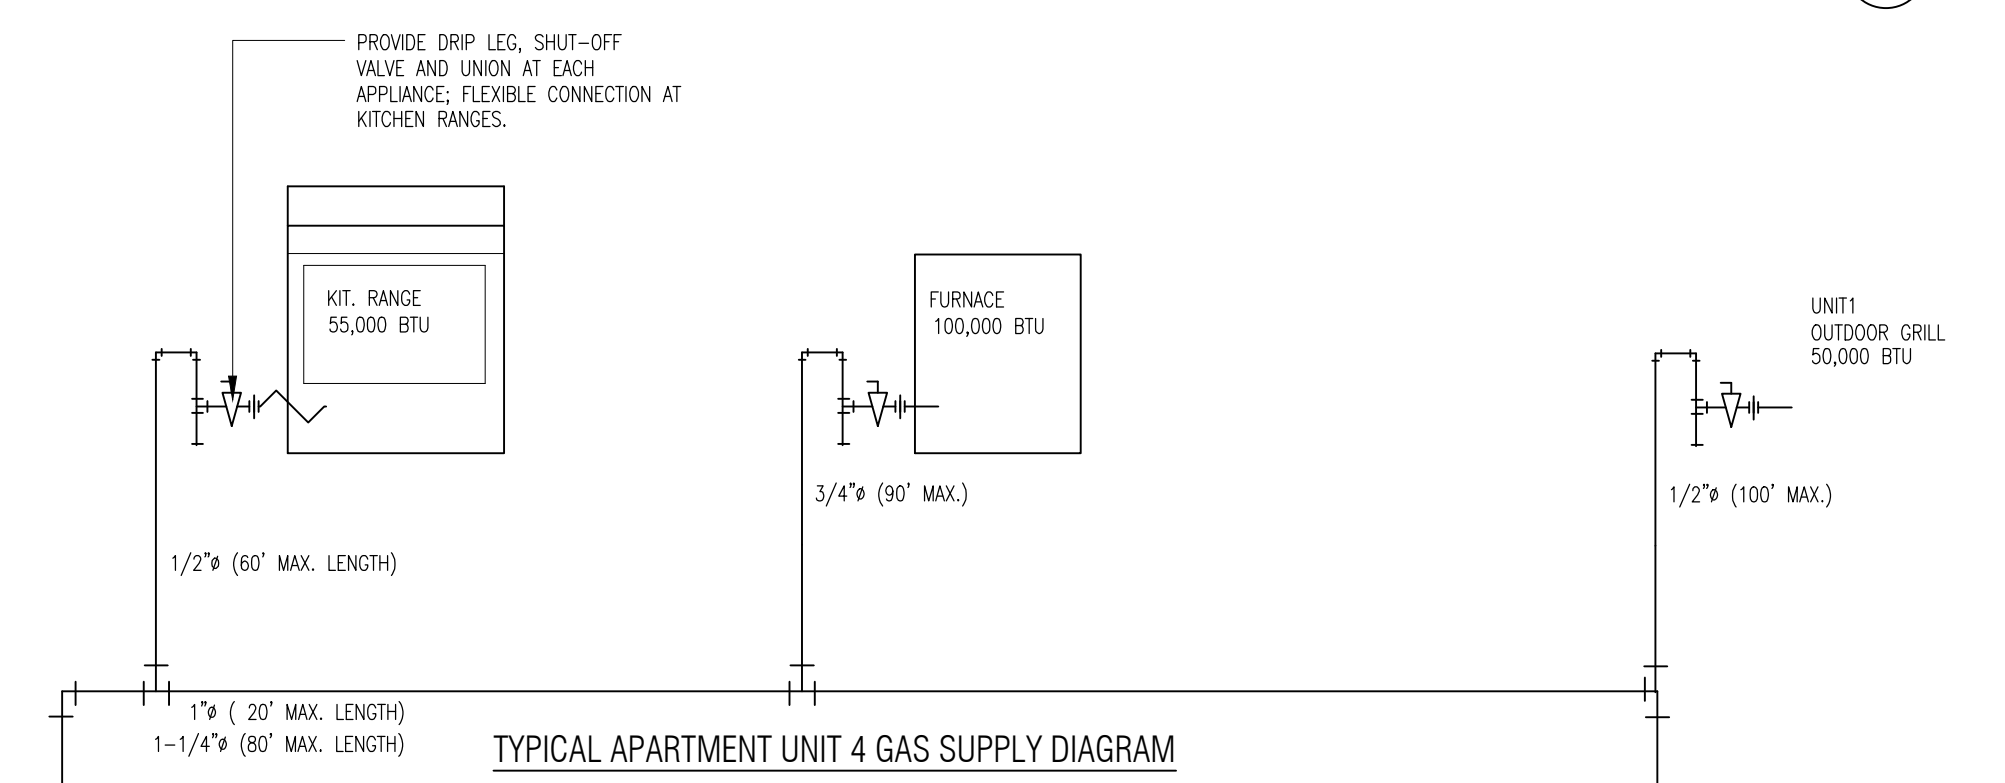 PROVIDE DRIP LEG, SHUT-OFF
VALVE AND UNION AT EACH
APPLIANCE; FLEXIBLE CONNECTION AT
KITCHEN RANGES.
KIT. RANGE
55,000 BTU
FURNACE
100,000 BTU
UNIT1
OUTDOOR GRILL
50,000 BTU
3/4"ø (90' MAX.)
1/2"ø (100' MAX.)
1/2"ø (60' MAX. LENGTH)
1"ø ( 20' MAX. LENGTH)
1-1/4"ø (80' MAX. LENGTH)
TYPICAL APARTMENT UNIT 4 GAS SUPPLY DIAGRAM